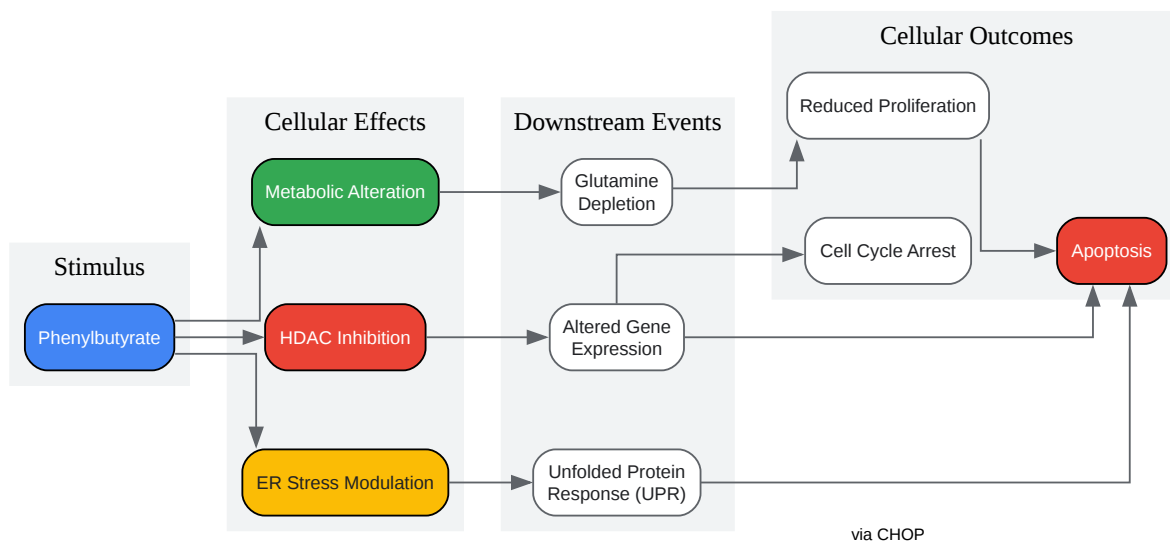 Stimulus
Phenylbutyrate
Cellular Effects
Metabolic Alteration
HDAC Inhibition
ER Stress Modulation
Downstream Events
Glutamine
Depletion
Altered Gene
Expression
Unfolded Protein
Response (UPR)
Cellular Outcomes
Reduced Proliferation
Cell Cycle Arrest
Apoptosis
via CHOP